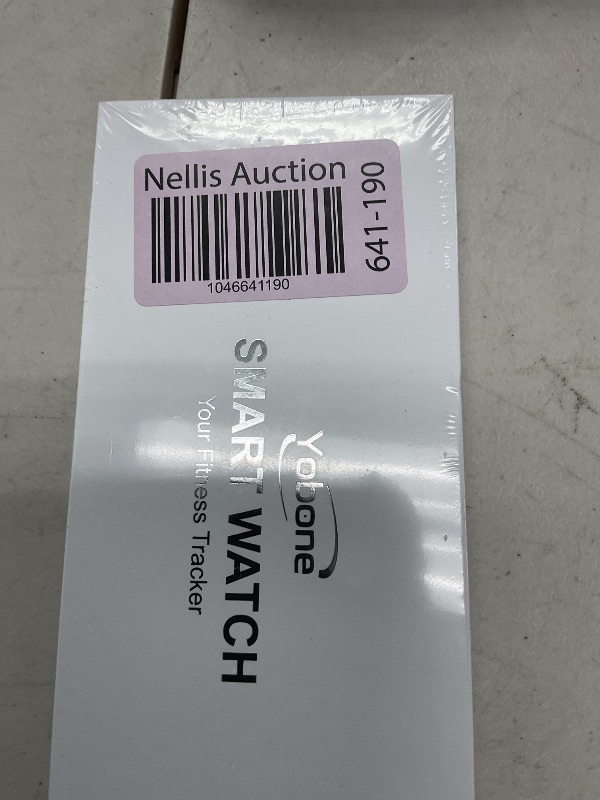 Nellis Auction
641-190
1046641190
Yobone
SMART WATCH
Your Fitness Tracker